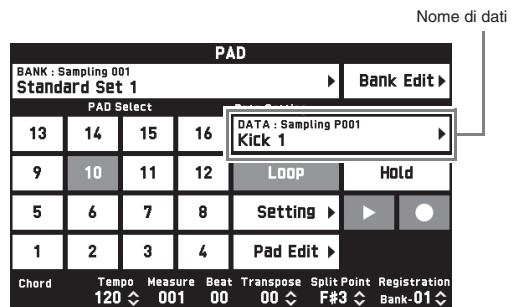 Nome di dati
PAD
BANK : Sampling 001
Standard Set 1
Bank Edit
PAD Select
13 14 15 16
DATA : Sampling P001
Kick 1
9 10 11 12 Loop Hold
5 6 7 8 Setting
1 2 3 4 Pad Edit
Chord Tempo Measure Beat Transpose Split Point Registration
120 001 00 00 F#3 Bank-01